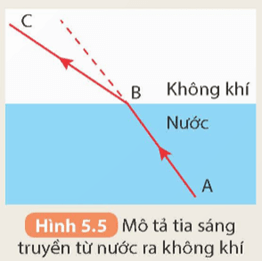 C
B
Không khí
Nước
A
Hình 5.5 Mô tả tia sáng
truyền từ nước ra không khí